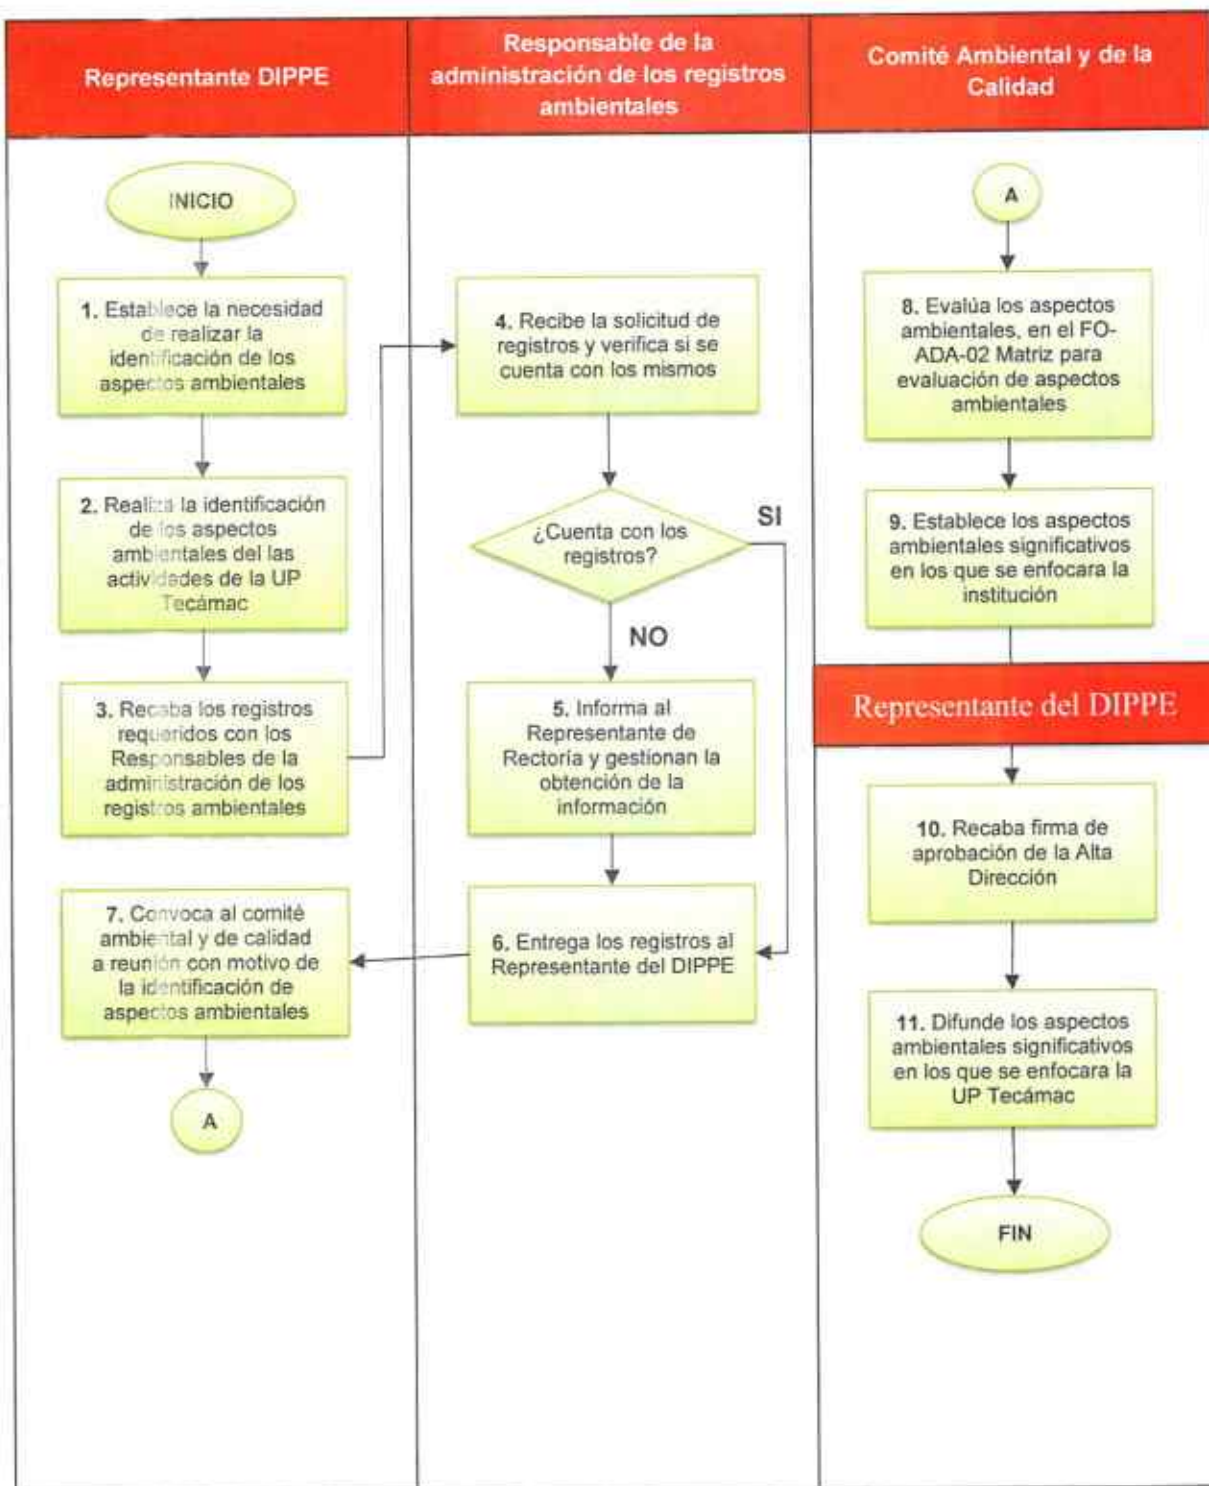 Representante DIPPE
Responsable de la
administración de los registros
ambientales
Comité Ambiental y de la
Calidad
INICIO
1. Establece la necesidad
de realizar la
identificación de los
aspectos ambientales
2. Realiza la identificación
de los aspectos
ambientales del las
actividades de la UP
Tecámac
3. Recaba los registros
requeridos con los
Responsables de la
administración de los
registros ambientales
4. Recibe la solicitud de
registros y verifica si se
cuenta con los mismos
¿Cuenta con los
registros?
SI
NO
5. Informa al
Representante de
Rectoría y gestionan la
obtención de la
información
6. Entrega los registros al
Representante del DIPPE
7. Convoca al comité
ambiental y de calidad
a reunión con motivo de
la identificación de
aspectos ambientales
A
A
8. Evalúa los aspectos
ambientales, en el FO-
ADA-02 Matriz para
evaluación de aspectos
ambientales
9. Establece los aspectos
ambientales significativos
en los que se enfocara la
institución
Representante del DIPPE
10. Recaba firma de
aprobación de la Alta
Dirección
11. Difunde los aspectos
ambientales significativos
en los que se enfocara la
UP Tecámac
FIN